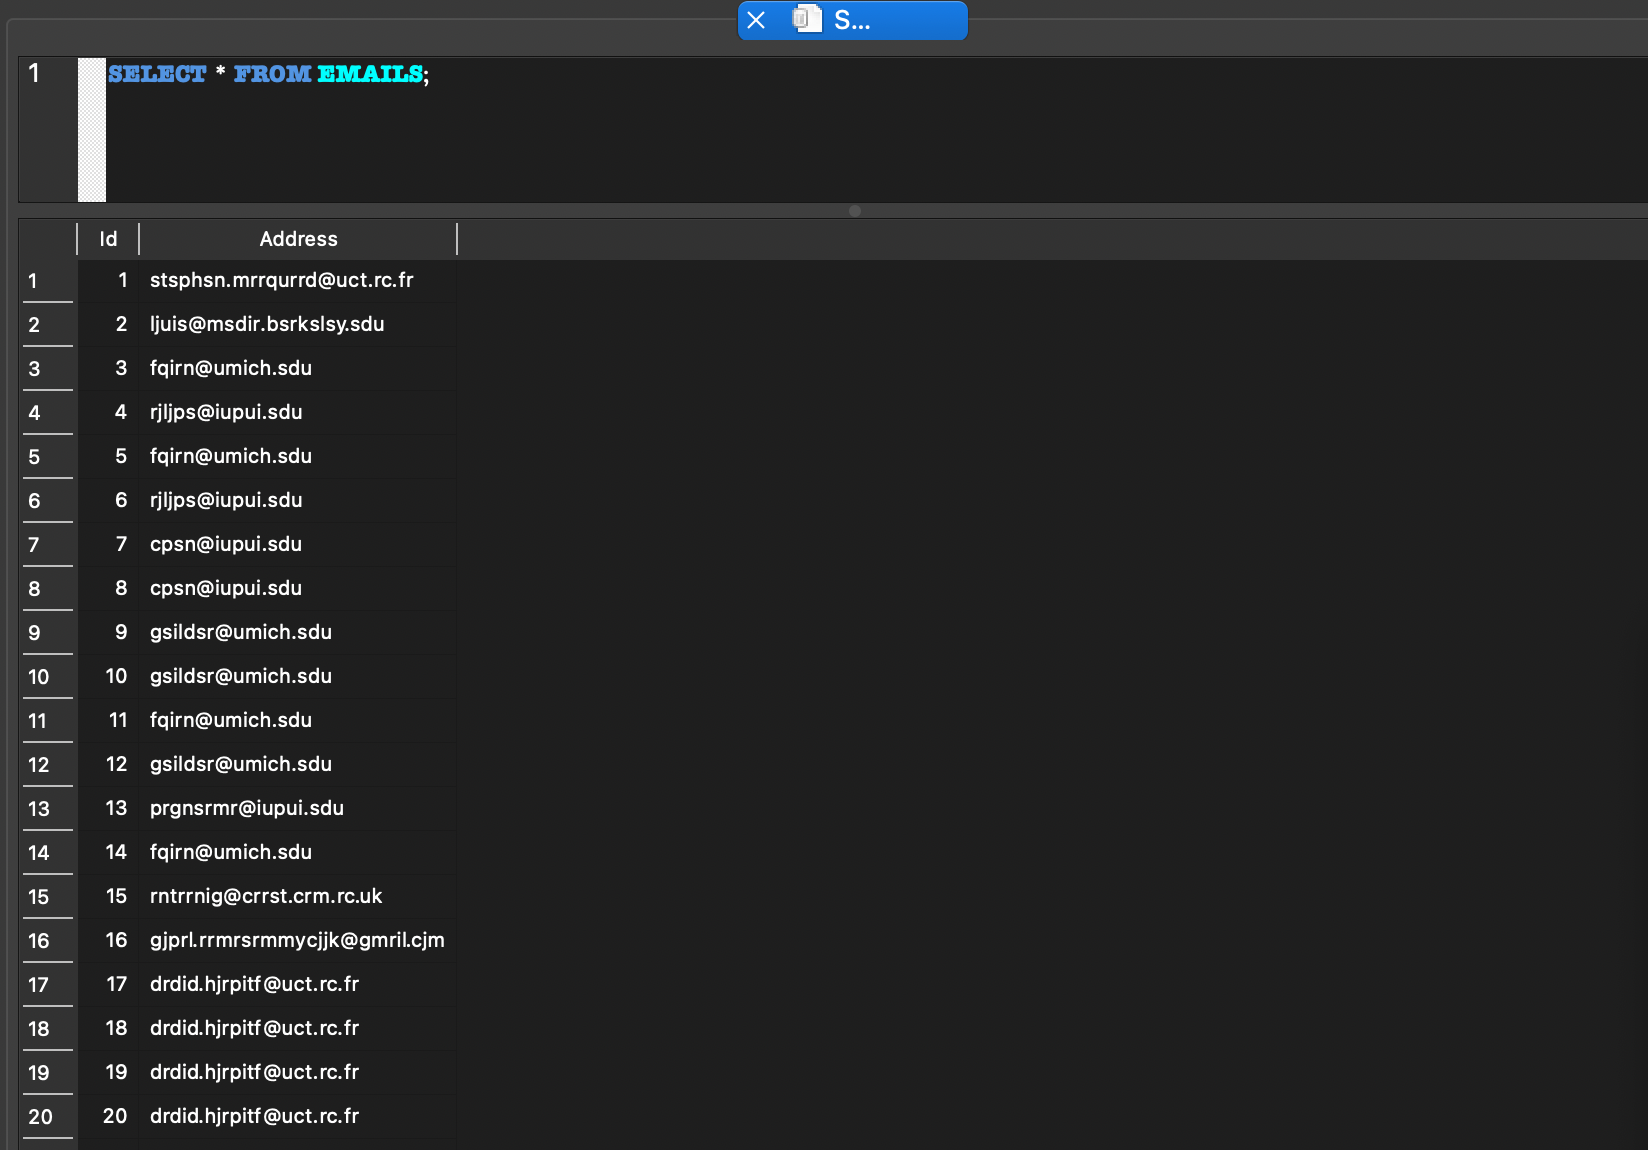 S...
1 SELECT * FROM EMAILS;
Id Address
1 1 stsphsn.mrrqurrd@uct.rc.fr
2 2 ljuis@msdir.bsrkslsy.sdu
3 3 fqirn@umich.sdu
4 4 rjljps@iupui.sdu
5 5 fqirn@umich.sdu
6 6 rjljps@iupui.sdu
7 7 cpsn@iupui.sdu
8 8 cpsn@iupui.sdu
9 9 gsildsr@umich.sdu
10 10 gsildsr@umich.sdu
11 11 fqirn@umich.sdu
12 12 gsildsr@umich.sdu
13 13 prgnsrmr@iupui.sdu
14 14 fqirn@umich.sdu
15 15 rntrrnig@crrst.crm.rc.uk
16 16 gjprl.rrmrsrmmycjjk@gmril.cjm
17 17 drdid.hjrpitf@uct.rc.fr
18 18 drdid.hjrpitf@uct.rc.fr
19 19 drdid.hjrpitf@uct.rc.fr
20 20 drdid.hjrpitf@uct.rc.fr